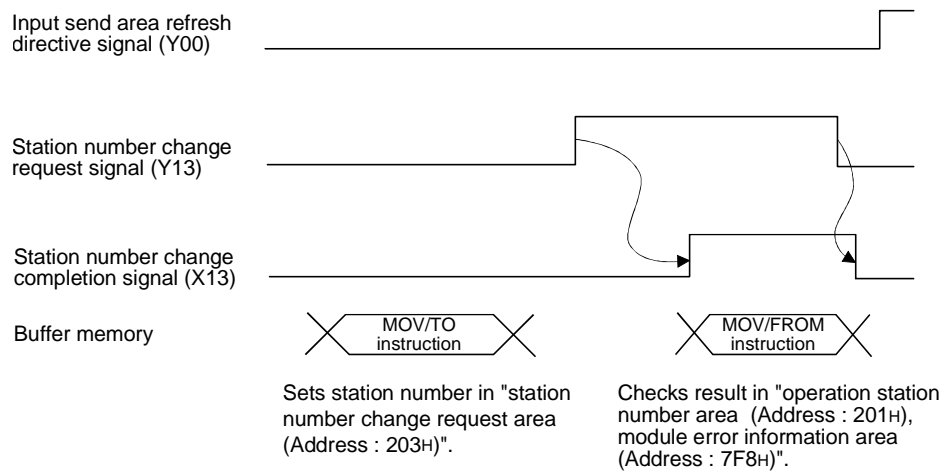 Input send area refresh
directive signal (Y00)
Station number change
request signal (Y13)
Station number change
completion signal (X13)
Buffer memory
MOV/TO
instruction
MOV/FROM
instruction
Sets station number in "station
number change request area
(Address : 203H)".
Checks result in "operation station
number area (Address : 201H),
module error information area
(Address : 7F8H)".